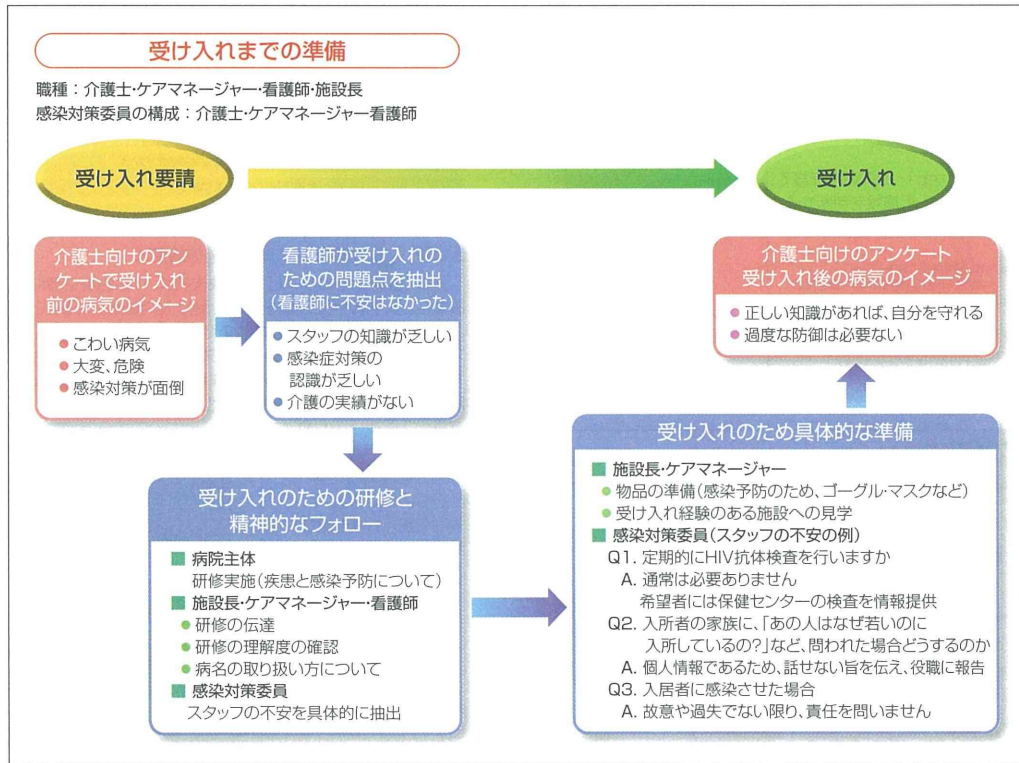 受け入れまでの準備
職種：介護士・ケアマネージャー・看護師・施設長
感染対策委員の構成：介護士・ケアマネージャー看護師
受け入れ要請
受け入れ
介護士向けのアン
ケートで受け入れ
前の病気のイメージ
● こわい病気
● 大変、危険
● 感染対策が面倒
看護師が受け入れの
ための問題点を抽出
(看護師に不安はなかった)
● スタッフの知識が乏しい
● 感染症対策の
認識が乏しい
● 介護の実績がない
受け入れのための研修と
精神的なフォロー
■ 病院主体
研修実施(疾患と感染予防について)
■ 施設長・ケアマネージャー・看護師
● 研修の伝達
● 研修の理解度の確認
● 病名の取り扱い方について
■ 感染対策委員
スタッフの不安を具体的に抽出
受け入れのため具体的な準備
■ 施設長・ケアマネージャー
● 物品の準備(感染予防のため、ゴーグル・マスクなど)
● 受け入れ経験のある施設への見学
■ 感染対策委員(スタッフの不安の例)
Q1. 定期的にHIV抗体検査を行いますか
A. 通常は必要ありません
希望者には保健センターの検査を情報提供
Q2. 入所者の家族に、「あの人はなぜ若いのに
入所しているの?」など、問われた場合どうするのか
A. 個人情報であるため、話せない旨を伝え、役職に報告
Q3. 入居者に感染させた場合
A. 故意や過失でない限り、責任を問いません
介護士向けのアンケート
受け入れ後の病気のイメージ
● 正しい知識があれば、自分を守れる
● 過度な防御は必要ない